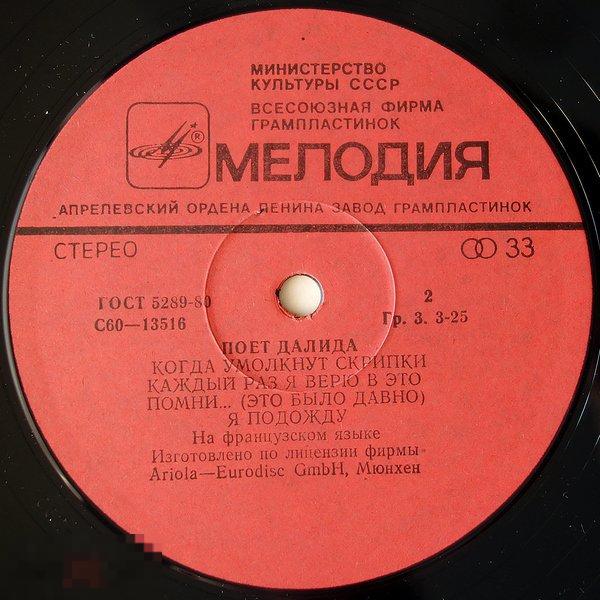 МИНИСТЕРСТВО
КУЛЬТУРЫ СССР
ВСЕСОЮЗНАЯ ФИРМА
ГРАМПЛАСТИНОК
®
МЕЛОДИЯ
АПРЕЛЕВСКИЙ ОРДЕНА ЛЕНИНА ЗАВОД ГРАМПЛАСТИНОК
СТЕРЕО 33
ГОСТ 5289-80 2
С60—13516 Гр. 3. 3-25
ПОЕТ ДАЛИДА
КОГДА УМОЛКНУТ СКРИПКИ
КАЖДЫЙ РАЗ Я ВЕРЮ В ЭТО
ПОМНИ... (ЭТО БЫЛО ДАВНО)
Я ПОДОЖДУ
На французском языке
Изготовлено по лицензии фирмы
Ariola—Eurodisc GmbH, Мюнхен